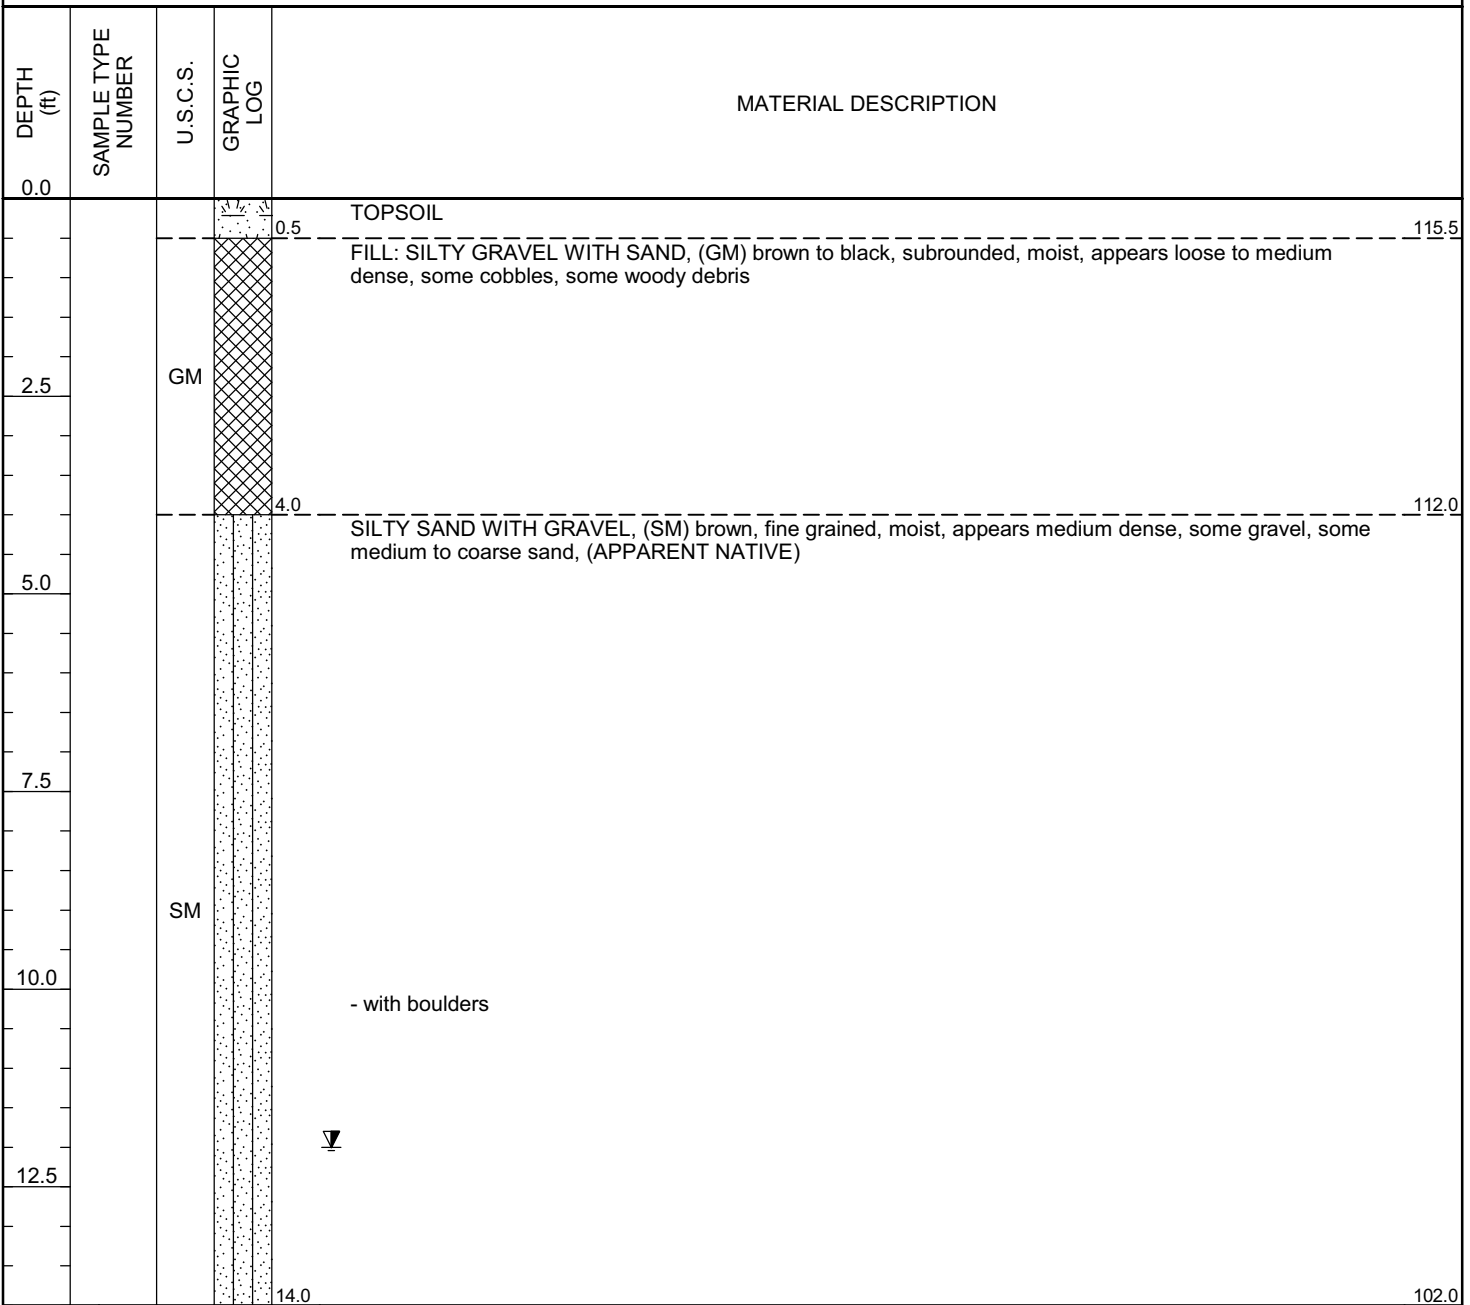 DEPTH
(ft)
SAMPLE TYPE
NUMBER
U.S.C.S.
GRAPHIC
LOG
MATERIAL DESCRIPTION
0.0
TOPSOIL
0.5
115.5
FILL: SILTY GRAVEL WITH SAND, (GM) brown to black, subrounded, moist, appears loose to medium
dense, some cobbles, some woody debris
GM
2.5
4.0
112.0
SILTY SAND WITH GRAVEL, (SM) brown, fine grained, moist, appears medium dense, some gravel, some
medium to coarse sand, (APPARENT NATIVE)
5.0
7.5
SM
10.0
- with boulders
12.5
14.0
102.0